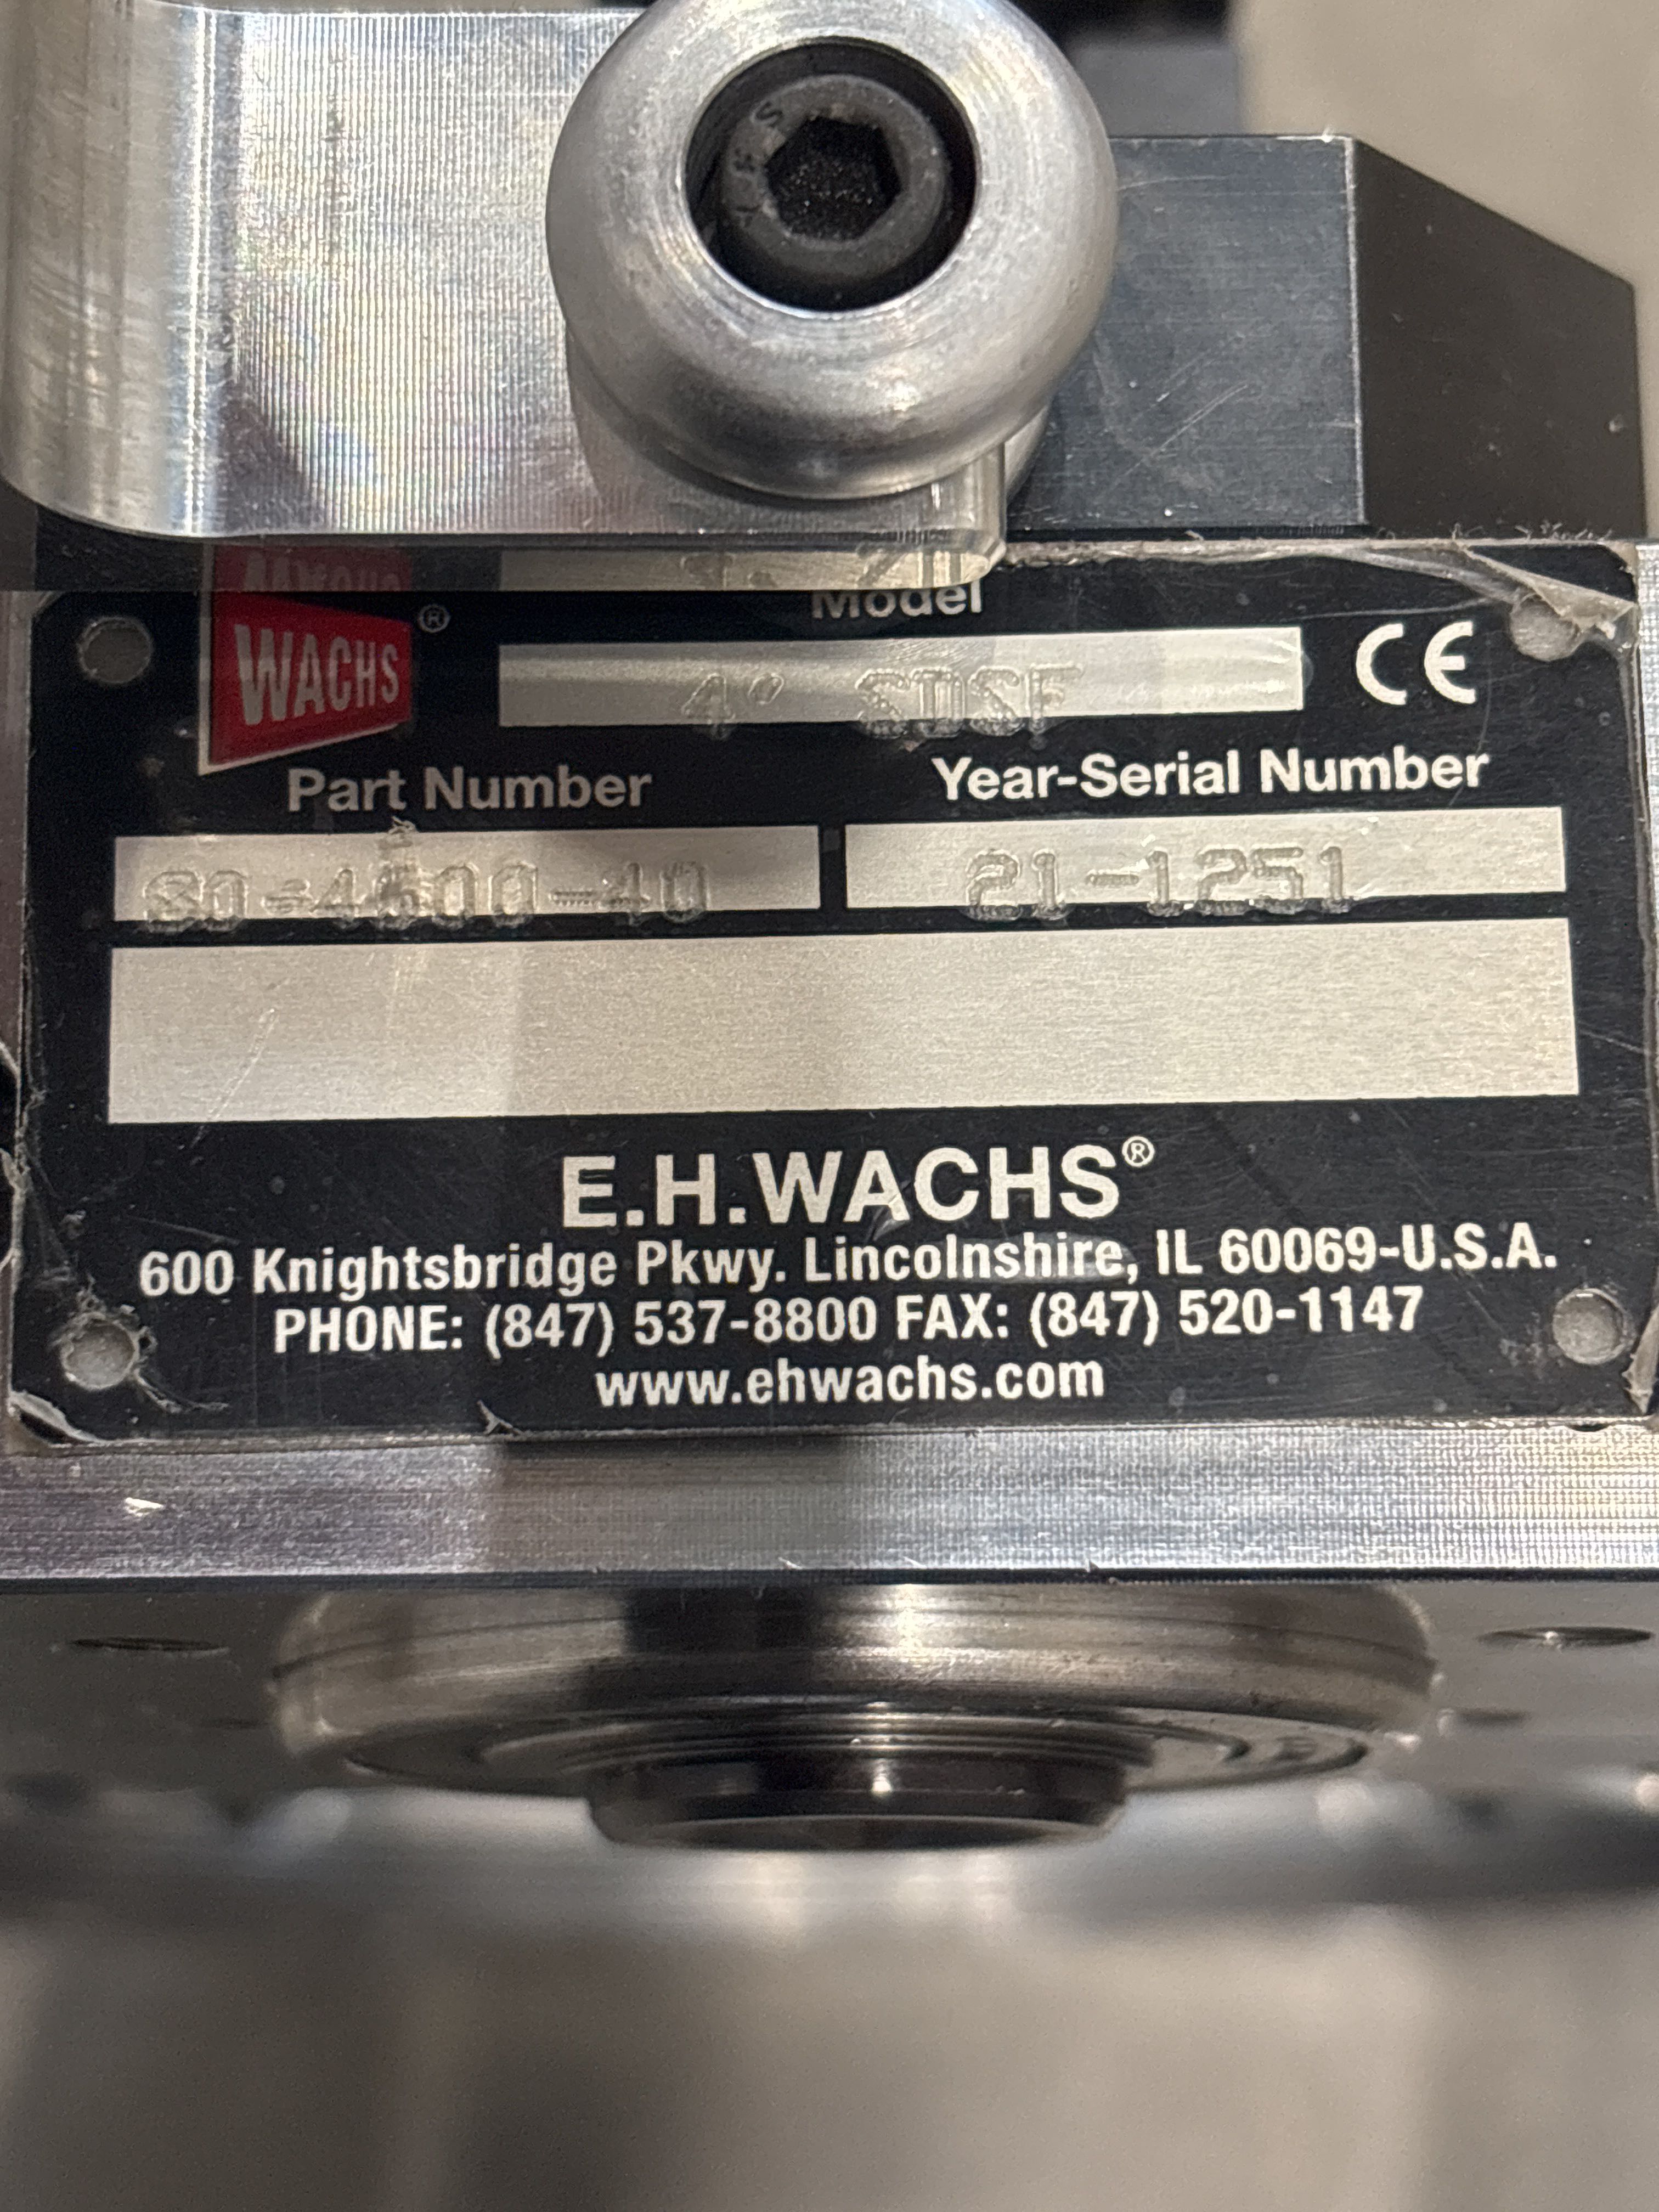 Model
WACHS®
4" SDSF
CE
Part Number
Year-Serial Number
21-1251
E.H.WACHS®
600 Knightsbridge Pkwy. Lincolnshire, IL 60069-U.S.A.
PHONE: (847) 537-8800 FAX: (847) 520-1147
www.ehwachs.com